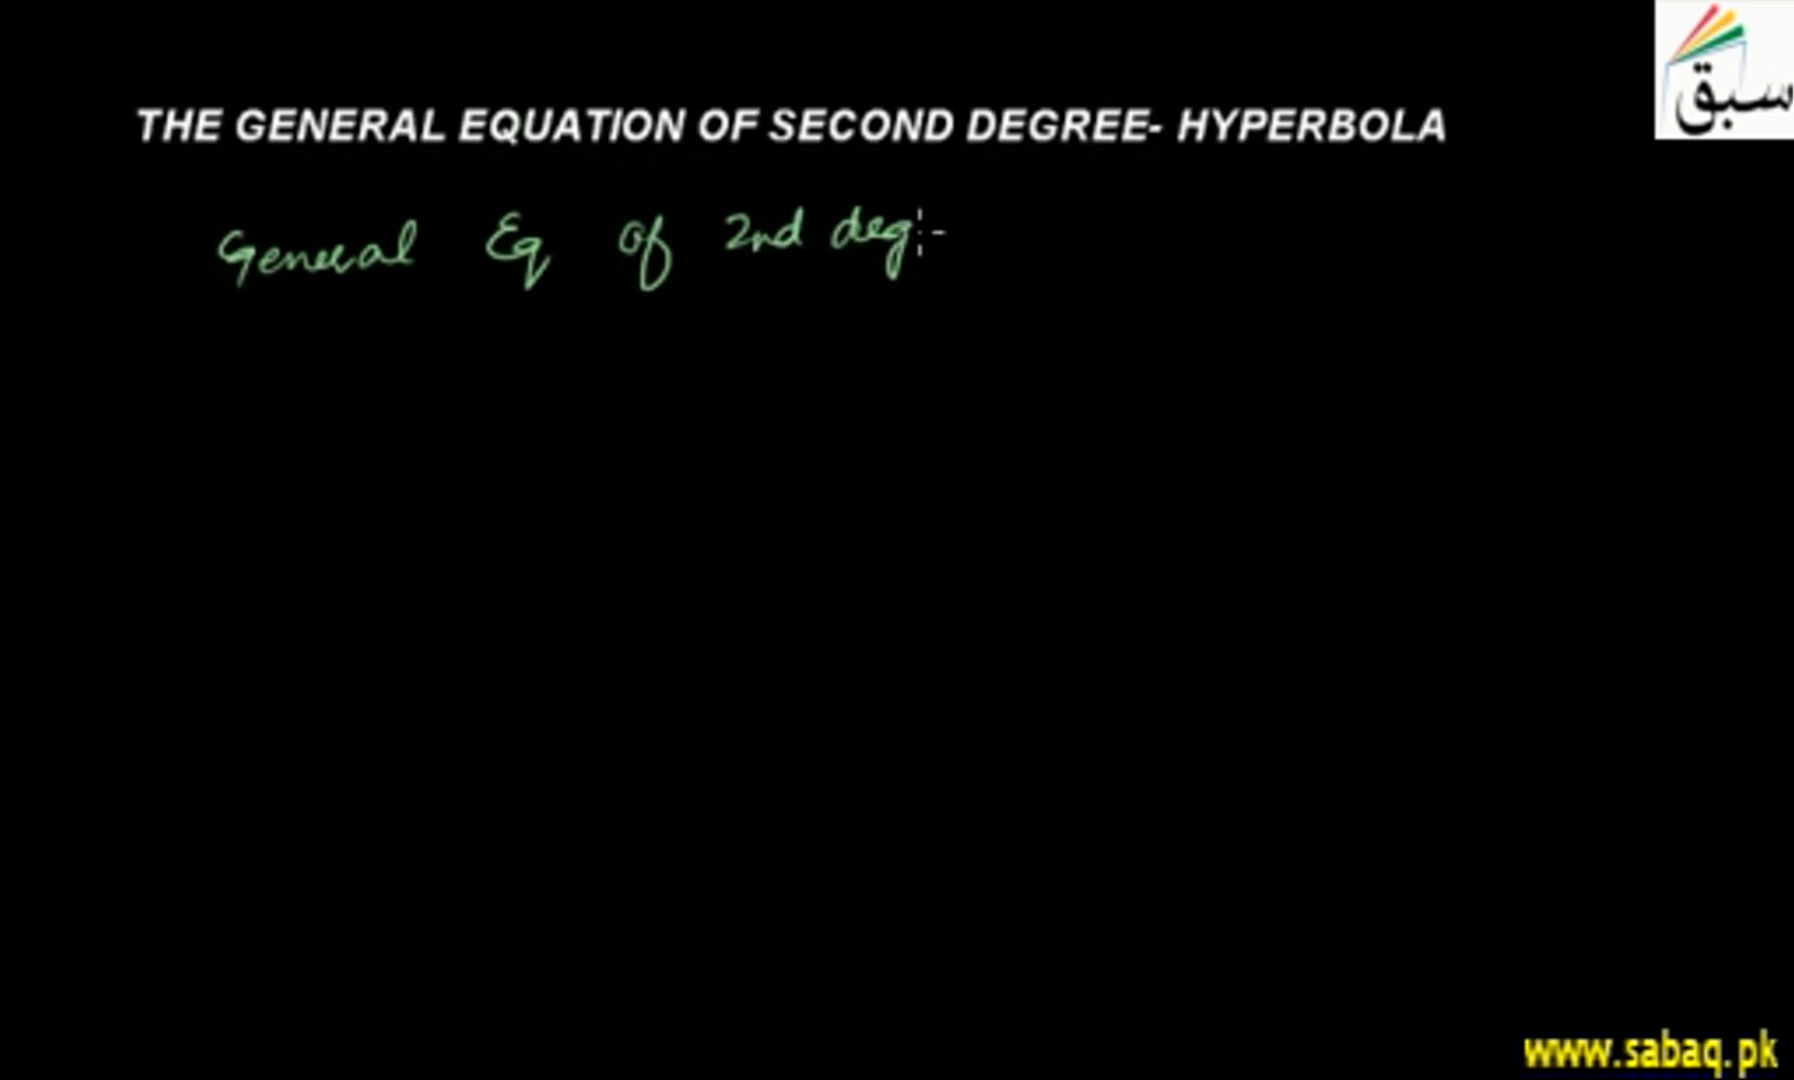 سبق
THE GENERAL EQUATION OF SECOND DEGREE- HYPERBOLA
General Eq of 2nd deg:-
www.sabaq.pk